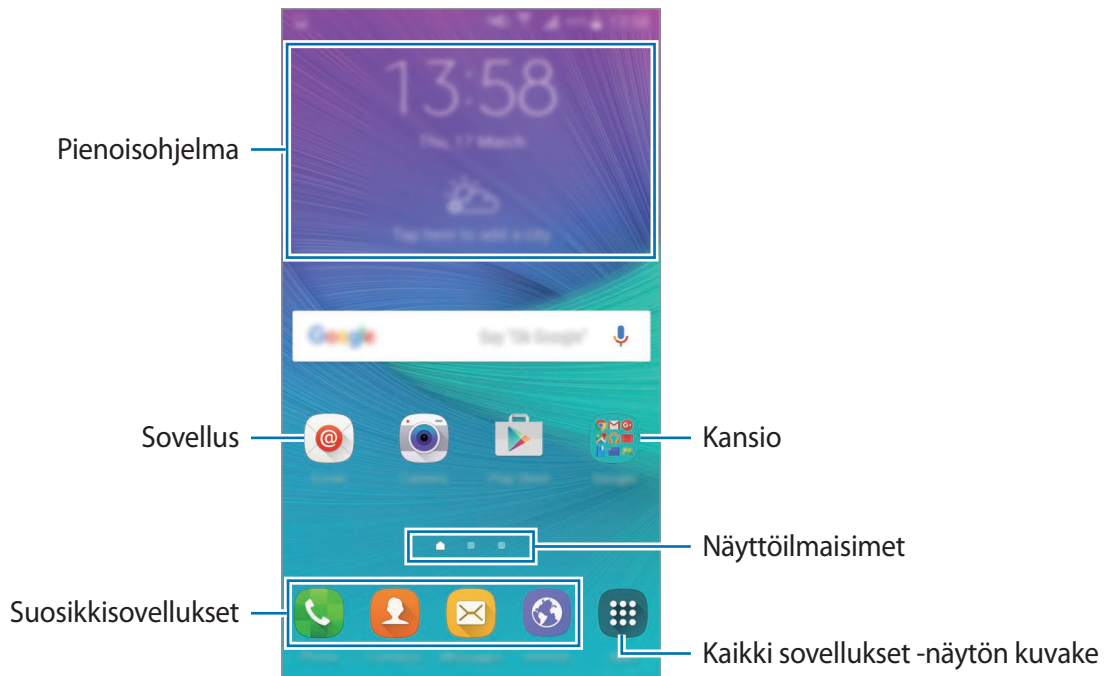 13:58
Thu, 17 March
Tap here to add a city
Pienoisohjelma
Google
Say "Ok Google"
Sovellus
Kansio
Näyttöilmaisimet
Suosikkisovellukset
Kaikki sovellukset -näytön kuvake